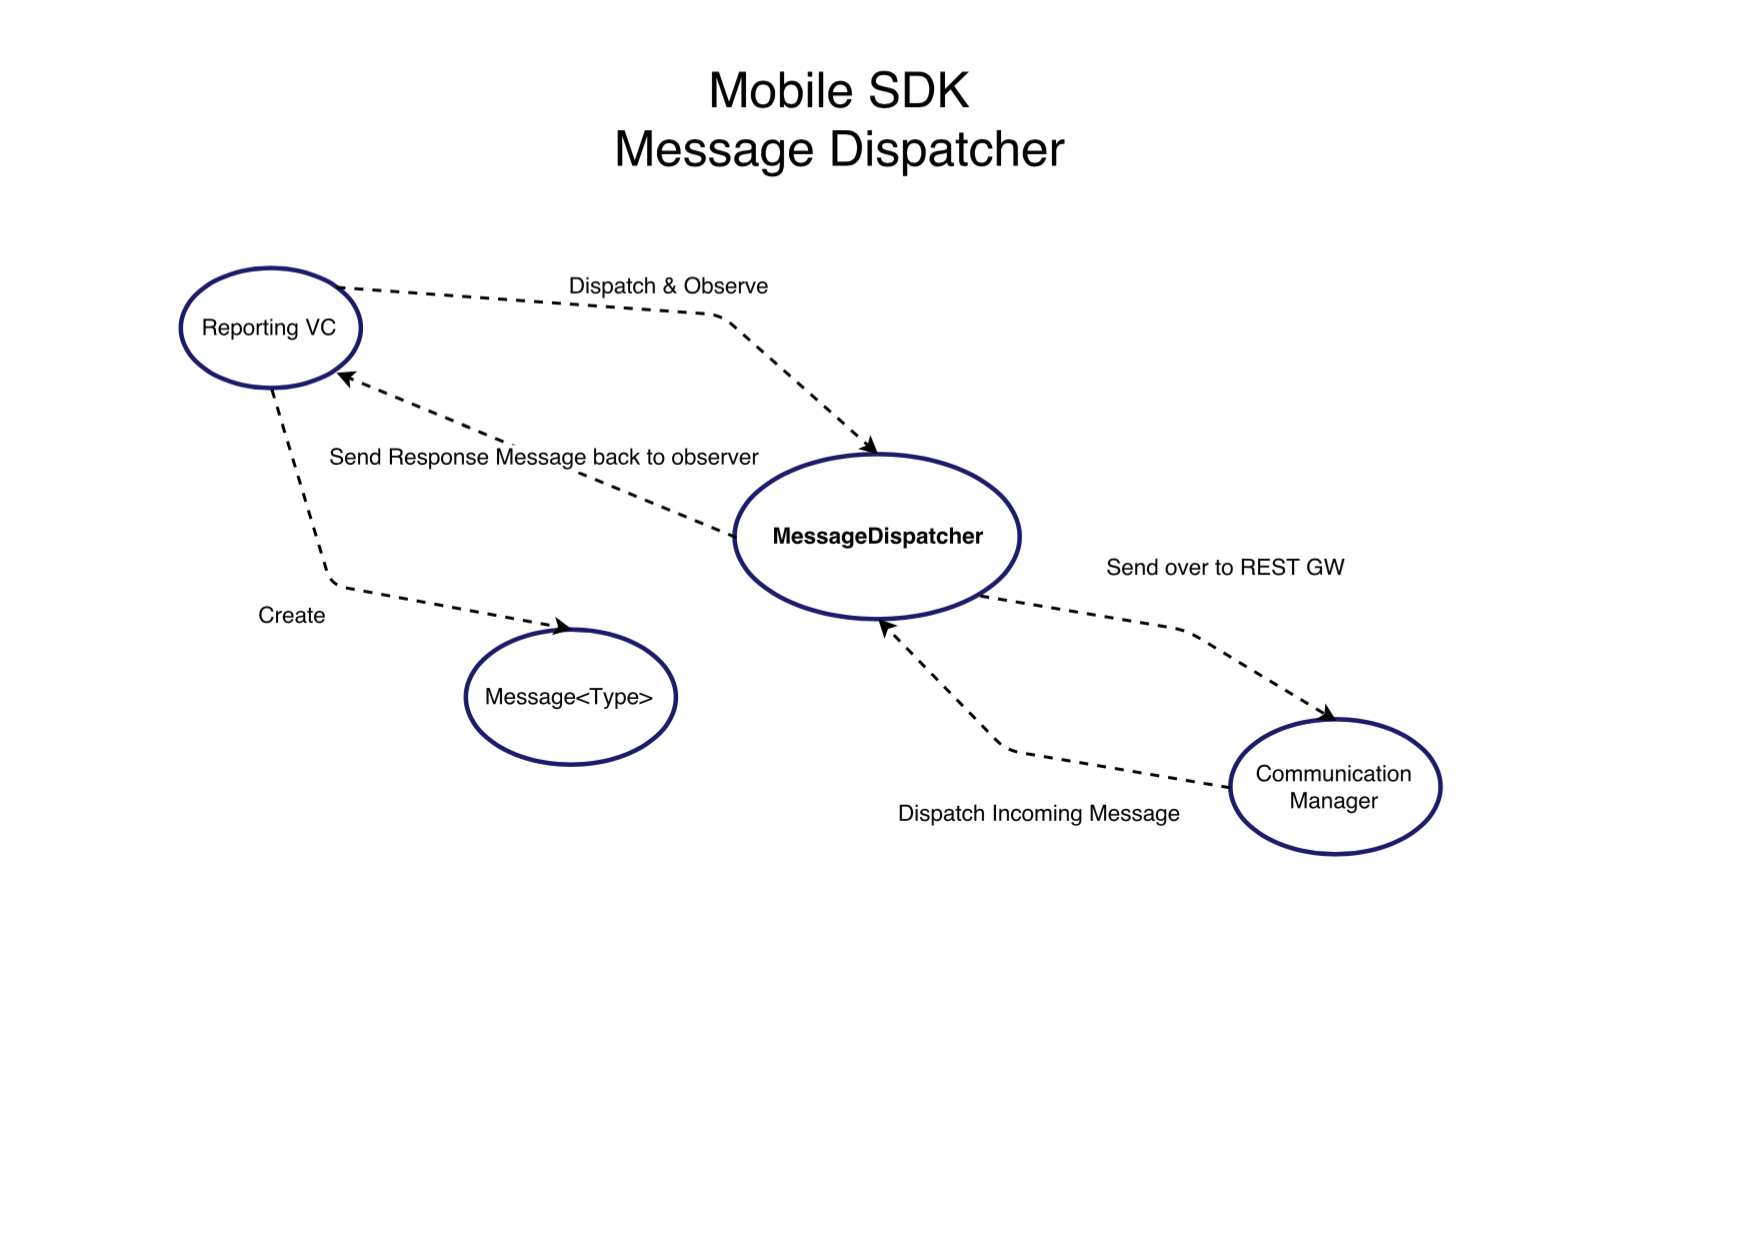 Mobile SDK
Message Dispatcher
Dispatch & Observe
Reporting VC
Send Response Message back to observer
MessageDispatcher
Send over to REST GW
Create
Message<Type>
Communication
Manager
Dispatch Incoming Message